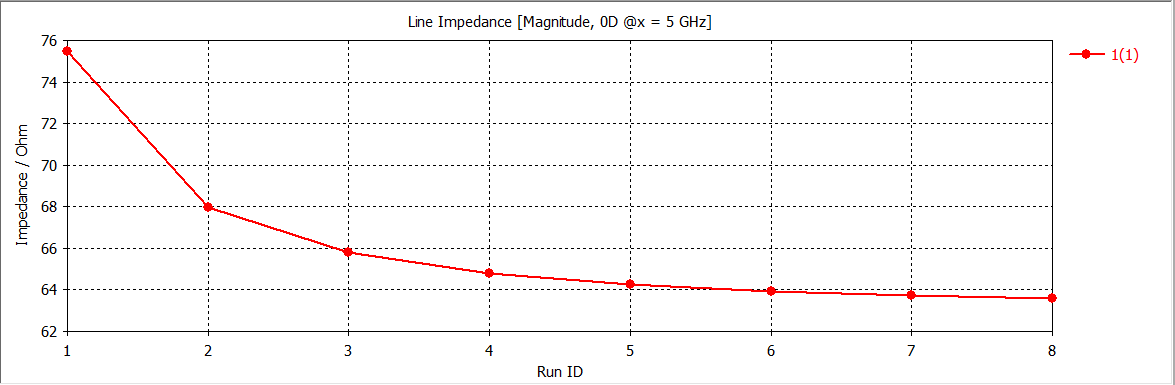 Line Impedance [Magnitude, 0D @x = 5 GHz]
1(1)
Impedance / Ohm
76
74
72
70
68
66
64
62
1 2 3 4 5 6 7 8
Run ID